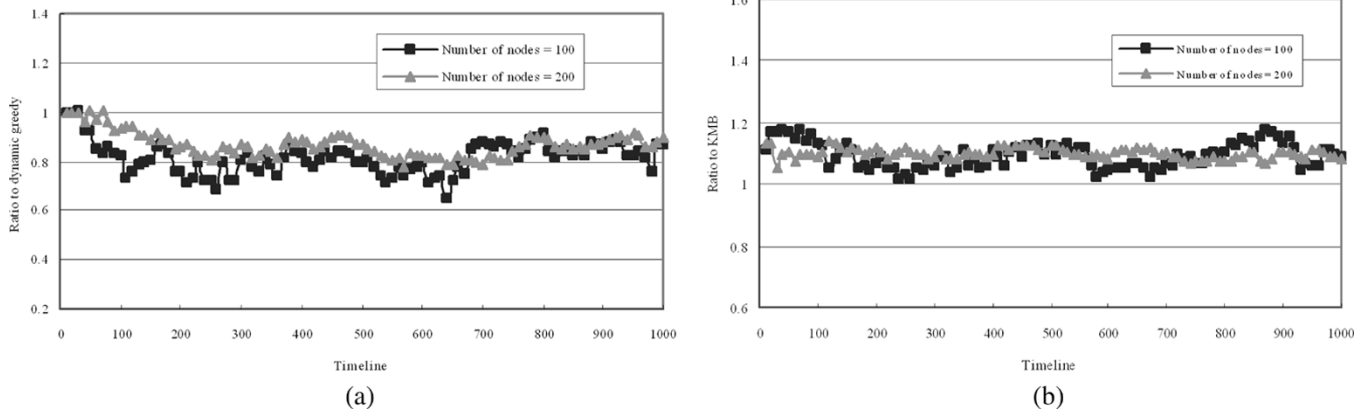 1.4
1.2
1
0.8
0.6
0.4
0.2
Ratio to dynamic greedy
Number of nodes = 100
Number of nodes = 200
0 100 200 300 400 500 600 700 800 900 1000
Timeline
(a)
1.6
1.4
1.2
1
0.8
0.6
Ratio to KMB
Number of nodes = 100
Number of nodes = 200
0 100 200 300 400 500 600 700 800 900 1000
Timeline
(b)